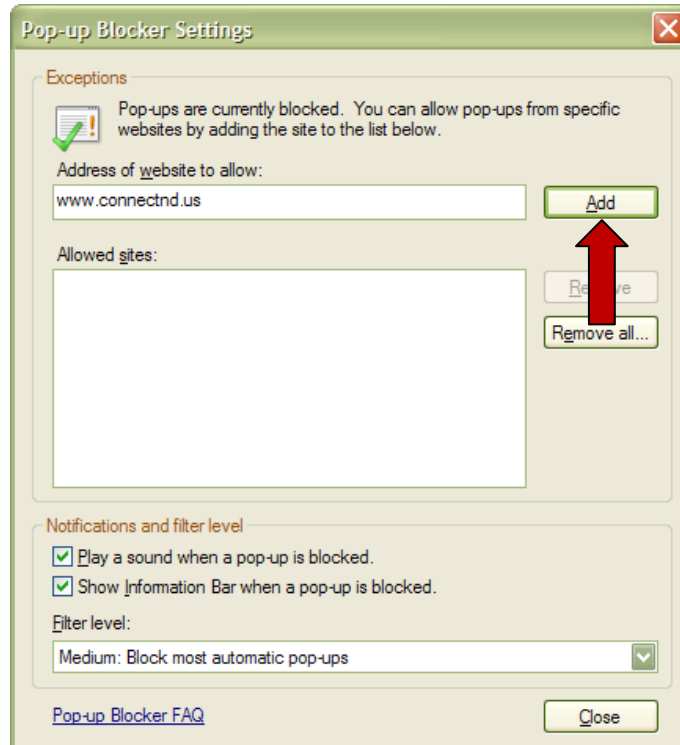 Pop-up Blocker Settings
Exceptions
Pop-ups are currently blocked. You can allow pop-ups from specific
websites by adding the site to the list below.
Address of website to allow:
www.connectnd.us
Add
Allowed sites:
Remove all...
Notifications and filter level
Play a sound when a pop-up is blocked.
Show Information Bar when a pop-up is blocked.
Filter level:
Medium: Block most automatic pop-ups
Pop-up Blocker FAQ
Close